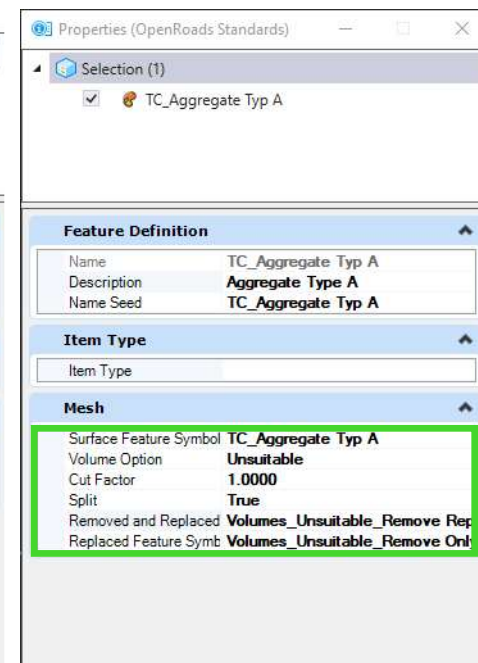 Properties (OpenRoads Standards)
Selection (1)
TC_Aggregate Typ A
Feature Definition
Name TC_Aggregate Typ A
Description Aggregate Type A
Name Seed TC_Aggregate Typ A
Item Type
Item Type
Mesh
Surface Feature Symbol TC_Aggregate Typ A
Volume Option Unsuitable
Cut Factor 1.0000
Split True
Removed and Replaced Volumes_Unsuitable_Remove Rep
Replaced Feature Symb Volumes_Unsuitable_Remove Only